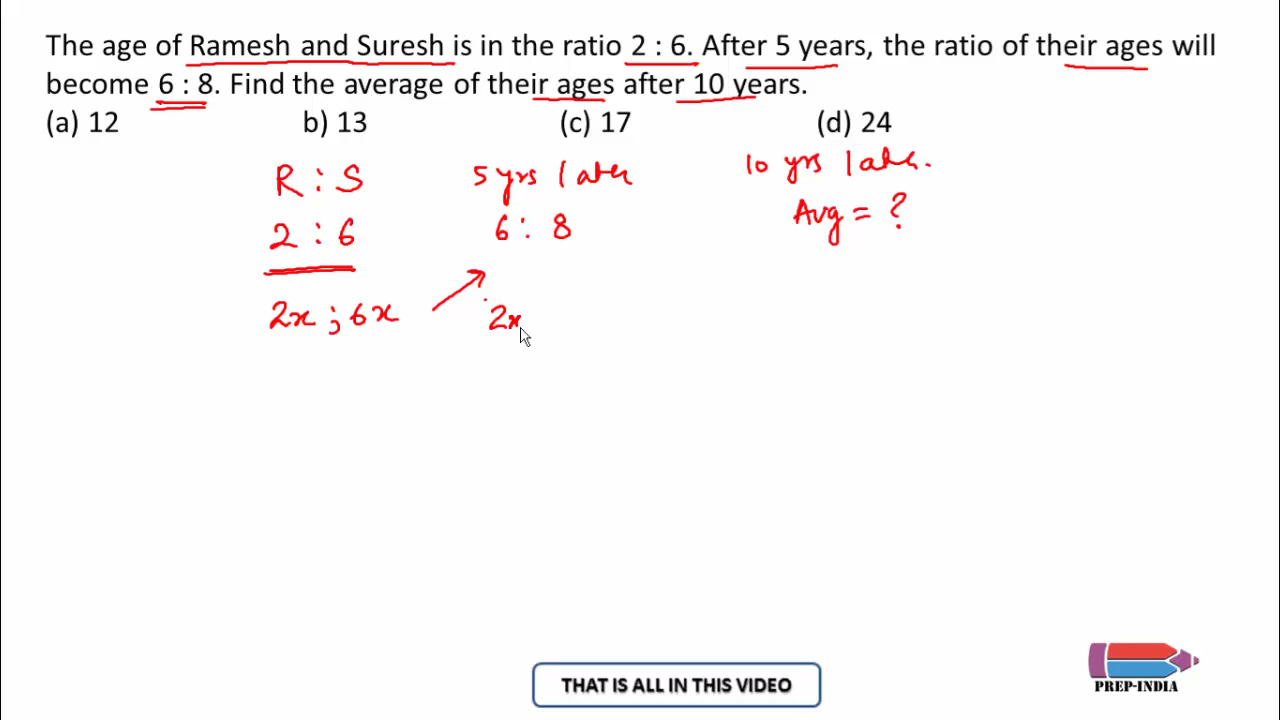 The age of Ramesh and Suresh is in the ratio 2 : 6. After 5 years, the ratio of their ages will
become 6 : 8. Find the average of their ages after 10 years.
(a) 12 b) 13 (c) 17 (d) 24
R : S 5 yrs later 10 yrs later.
2 : 6 6 : 8 Avg = ?
2x ; 6x 2x
THAT IS ALL IN THIS VIDEO
PREP-INDIA